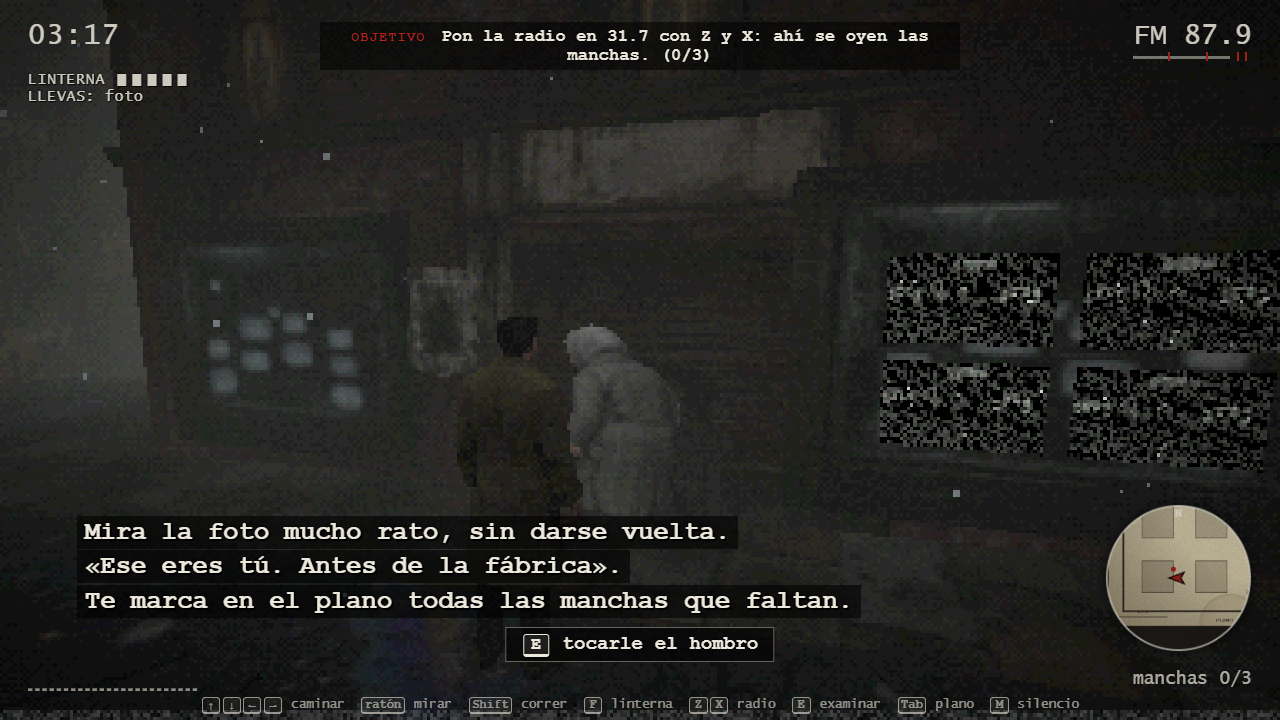 03:17
OBJETIVO Pon la radio en 31.7 con Z y X: ahí se oyen las
manchas. (0/3)
FM 87.9
LINTERNA
LLEVAS: foto
Mira la foto mucho rato, sin darse vuelta.
«Ese eres tú. Antes de la fábrica».
Te marca en el plano todas las manchas que faltan.
E tocarle el hombro
N
manchas 0/3
↑ ↓ ← → caminar ratón mirar Shift correr F linterna Z X radio E examinar Tab plano M silencio